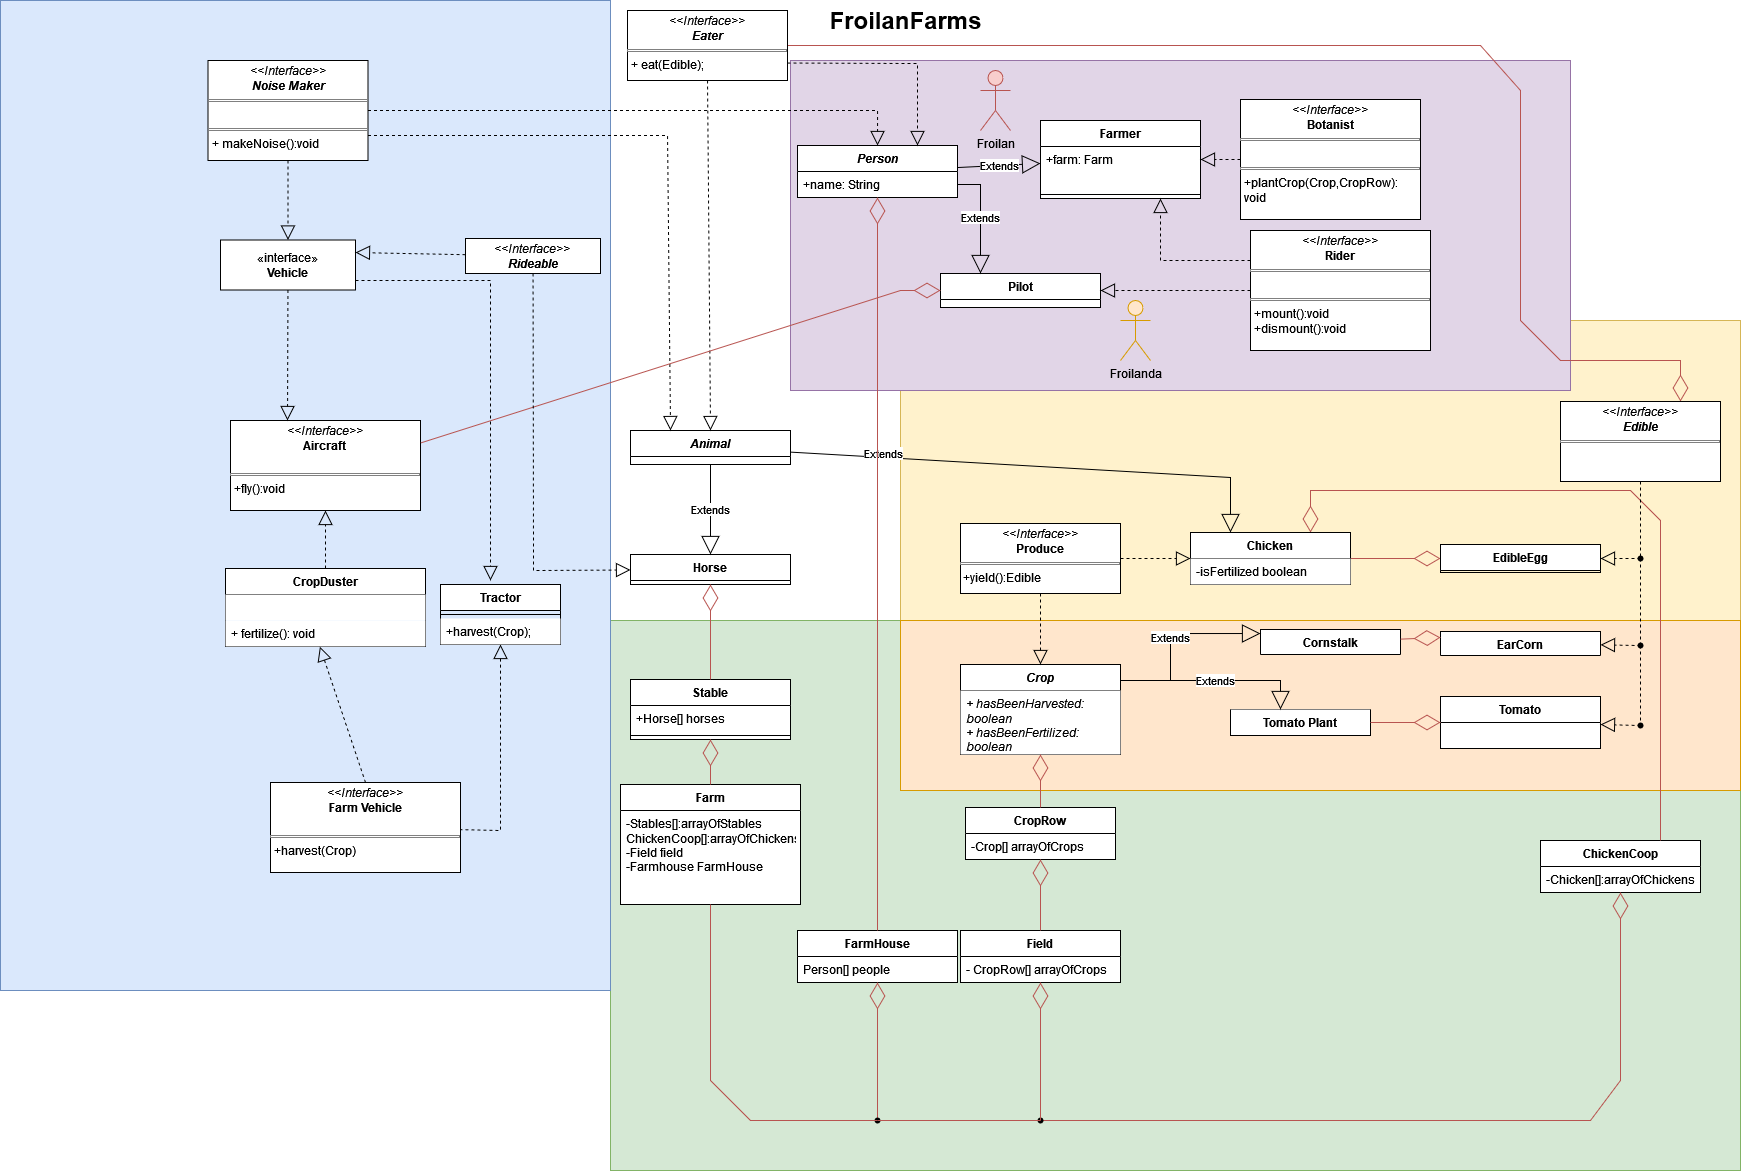 FroilanFarms
<<Interface>>
Eater
+ eat(Edible);
<<Interface>>
Noise Maker
+ makeNoise():void
«interface»
Vehicle
<<Interface>>
Rideable
<<Interface>>
Aircraft
+fly():void
CropDuster
+ fertilize(): void
Tractor
+harvest(Crop);
<<Interface>>
Farm Vehicle
+harvest(Crop)
Froilan
Person
+name: String
Extends
Farmer
+farm: Farm
<<Interface>>
Botanist
+plantCrop(Crop,CropRow):
void
Extends
<<Interface>>
Rider
+mount():void
+dismount():void
Pilot
Froilanda
Animal
Extends
Extends
Horse
<<Interface>>
Edible
<<Interface>>
Produce
+yield():Edible
Chicken
-isFertilized boolean
EdibleEgg
Extends
Cornstalk
EarCorn
Crop
+ hasBeenHarvested:
boolean
+ hasBeenFertilized:
boolean
Extends
Tomato Plant
Tomato
Stable
+Horse[] horses
Farm
-Stables[]:arrayOfStables
ChickenCoop[]:arrayOfChickens
-Field field
-Farmhouse FarmHouse
CropRow
-Crop[] arrayOfCrops
ChickenCoop
-Chicken[]:arrayOfChickens
FarmHouse
Person[] people
Field
- CropRow[] arrayOfCrops